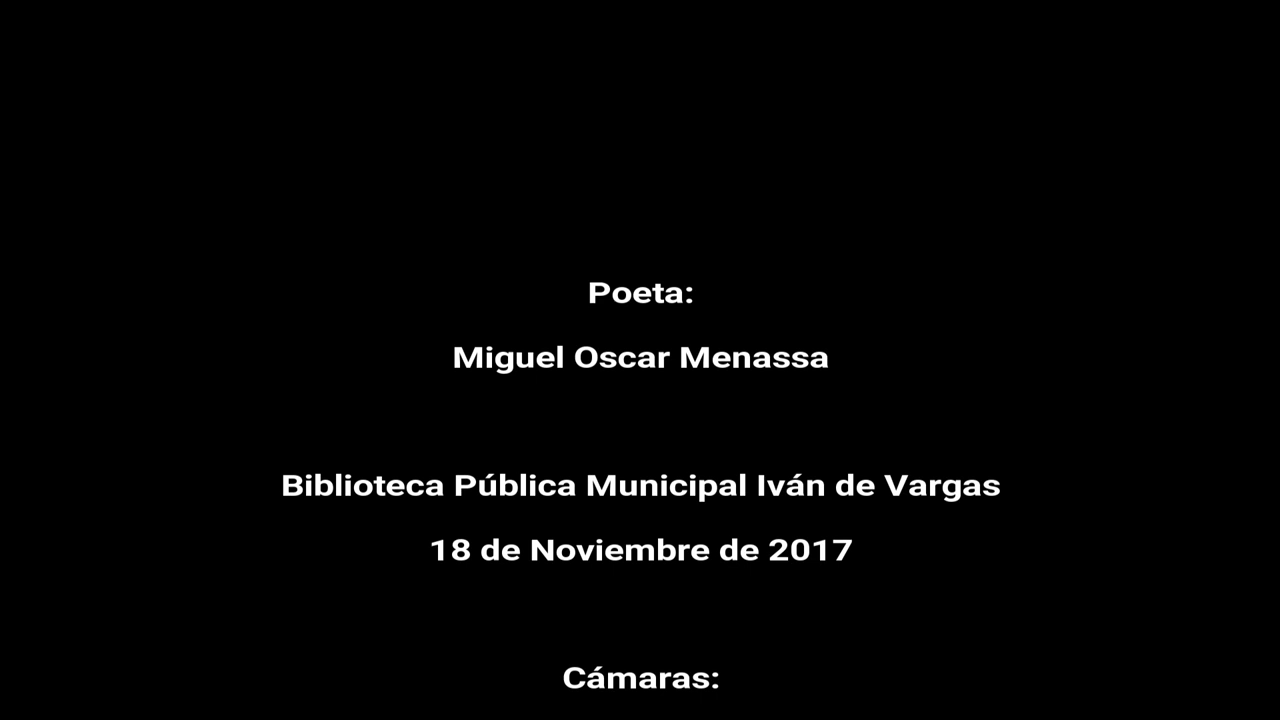 Poeta:
Miguel Oscar Menassa
Biblioteca Pública Municipal Iván de Vargas
18 de Noviembre de 2017
Cámaras: